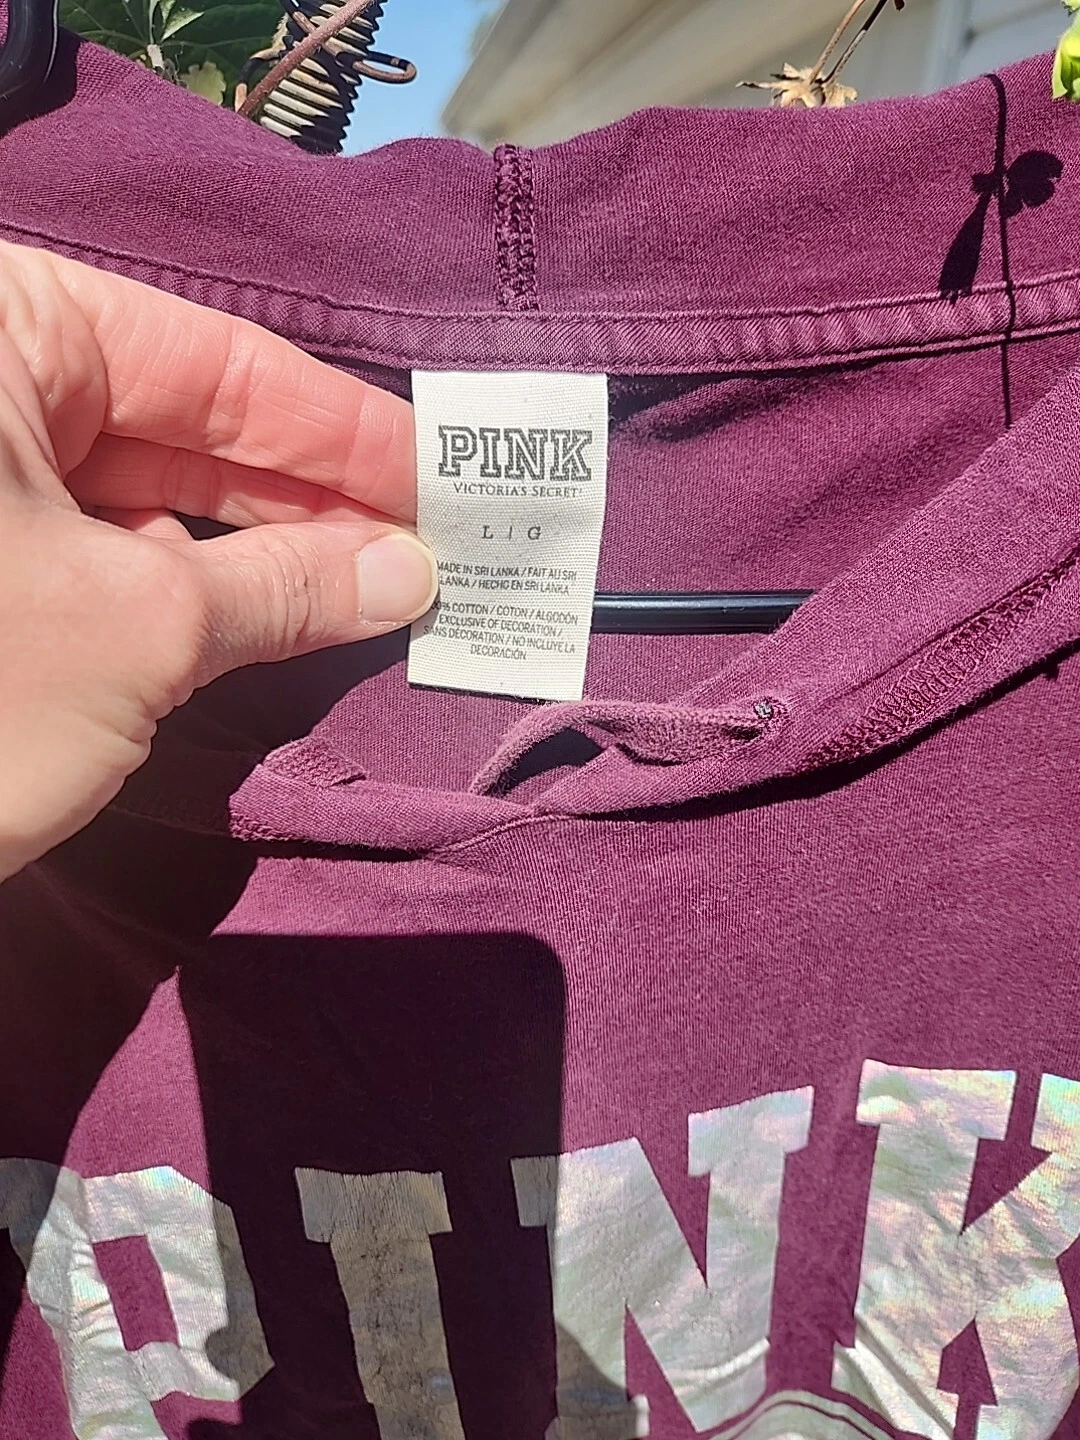 PINK
VICTORIA'S SECRET
L | G
MADE IN SRI LANKA / FAIT AU SRI
LANKA / HECHO EN SRI LANKA
COTTON / COTON / ALGODÓN
EXCLUSIVE OF DECORATION /
SANS DÉCORATION / NO INCLUYE LA
DECORACIÓN
PINK